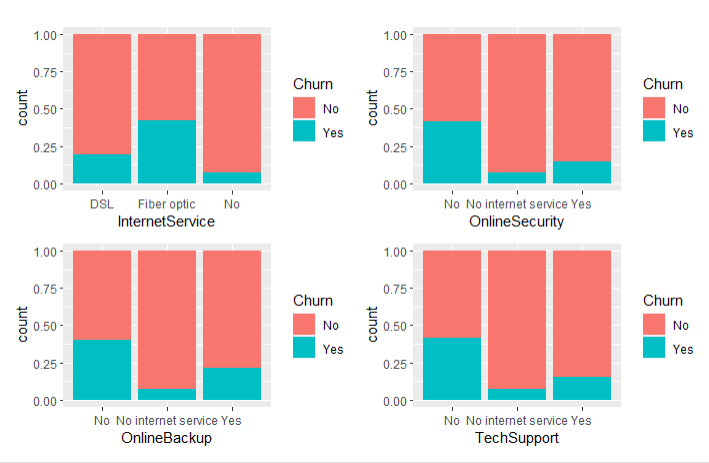 1.00
0.75
0.50
0.25
0.00
count
DSL Fiber optic No
InternetService
Churn
No
Yes
1.00
0.75
0.50
0.25
0.00
count
No No internet service Yes
OnlineSecurity
Churn
No
Yes
1.00
0.75
0.50
0.25
0.00
count
No No internet service Yes
OnlineBackup
Churn
No
Yes
1.00
0.75
0.50
0.25
0.00
count
No No internet service Yes
TechSupport
Churn
No
Yes